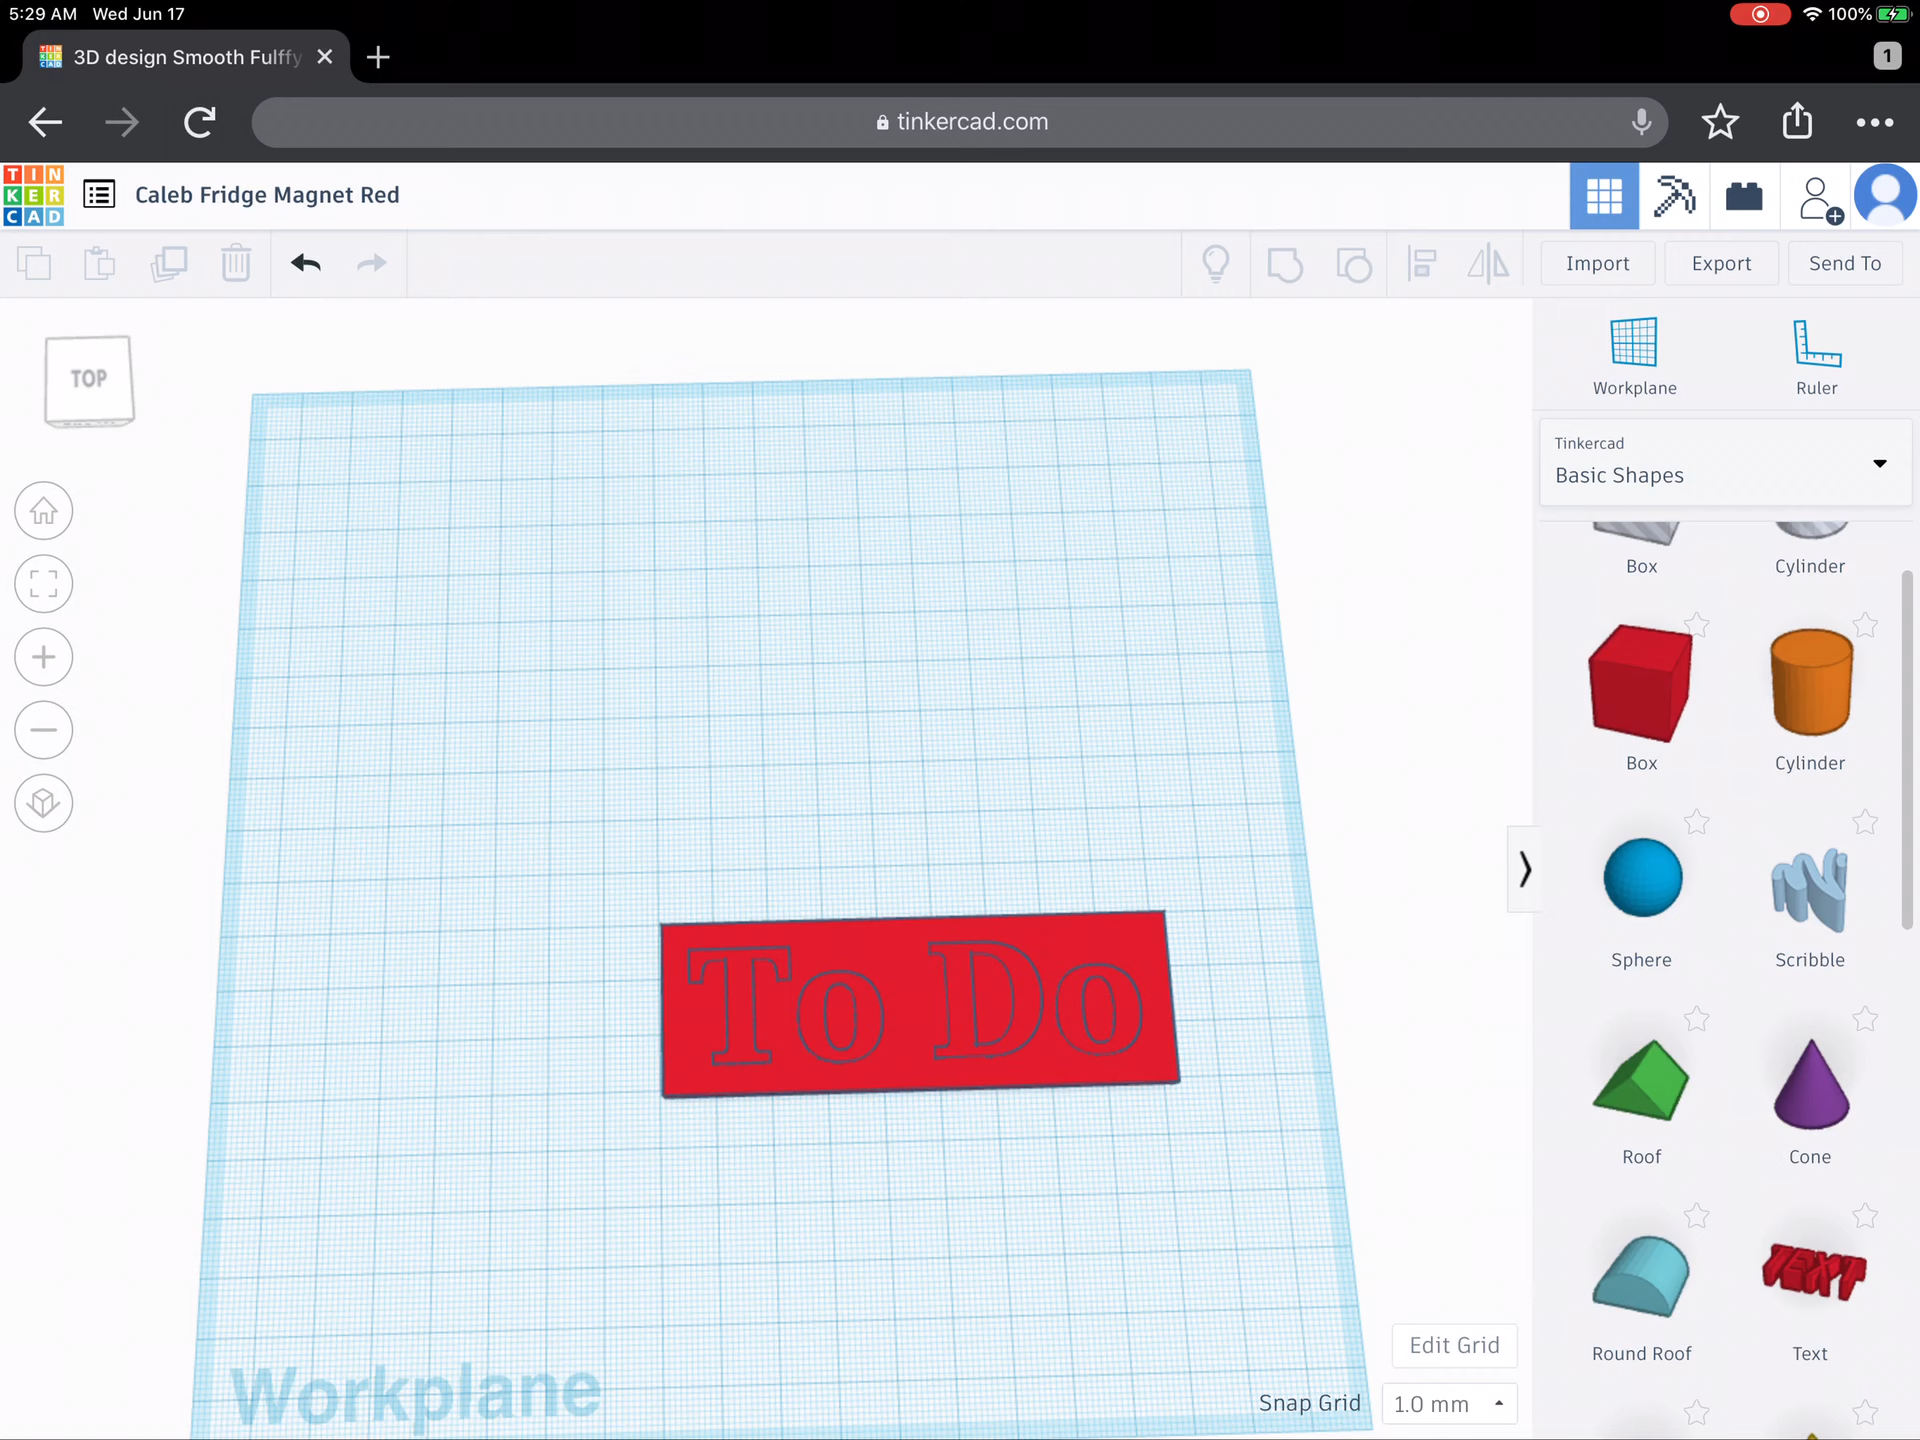 5:29 AM Wed Jun 17
100%
3D design Smooth Fulffy
1
tinkercad.com
TIN
KER
CAD
Caleb Fridge Magnet Red
Import
Export
Send To
TOP
Workplane
Ruler
Tinkercad
Basic Shapes
Box
Cylinder
Box
Cylinder
Sphere
Scribble
To Do
Roof
Cone
TEXT
Round Roof
Text
Edit Grid
Workplane
Snap Grid
1.0 mm